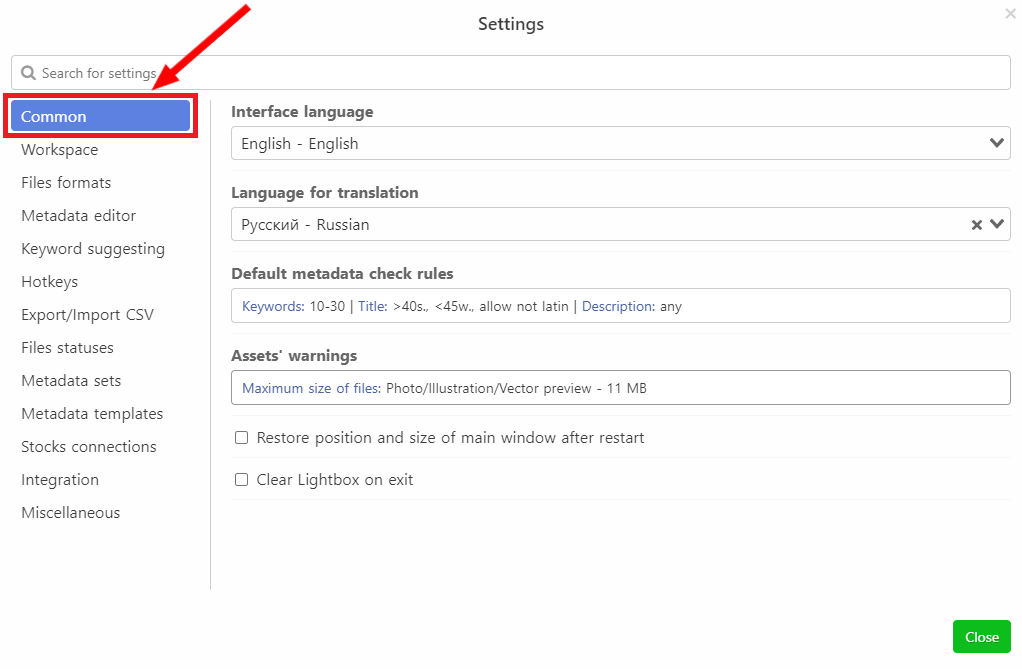 Settings
Search for settings
Common
Workspace
Files formats
Metadata editor
Keyword suggesting
Hotkeys
Export/Import CSV
Files statuses
Metadata sets
Metadata templates
Stocks connections
Integration
Miscellaneous
Interface language
English - English
Language for translation
Русский - Russian
Default metadata check rules
Keywords: 10-30 | Title: >40s., <45w., allow not latin | Description: any
Assets' warnings
Maximum size of files: Photo/Illustration/Vector preview - 11 MB
Restore position and size of main window after restart
Clear Lightbox on exit
Close